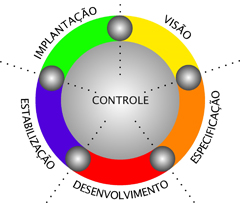 IMPLANTAÇÃO
VISÃO
CONTROLE
ESTABILIZAÇÃO
ESPECIFICAÇÃO
DESENVOLVIMENTO